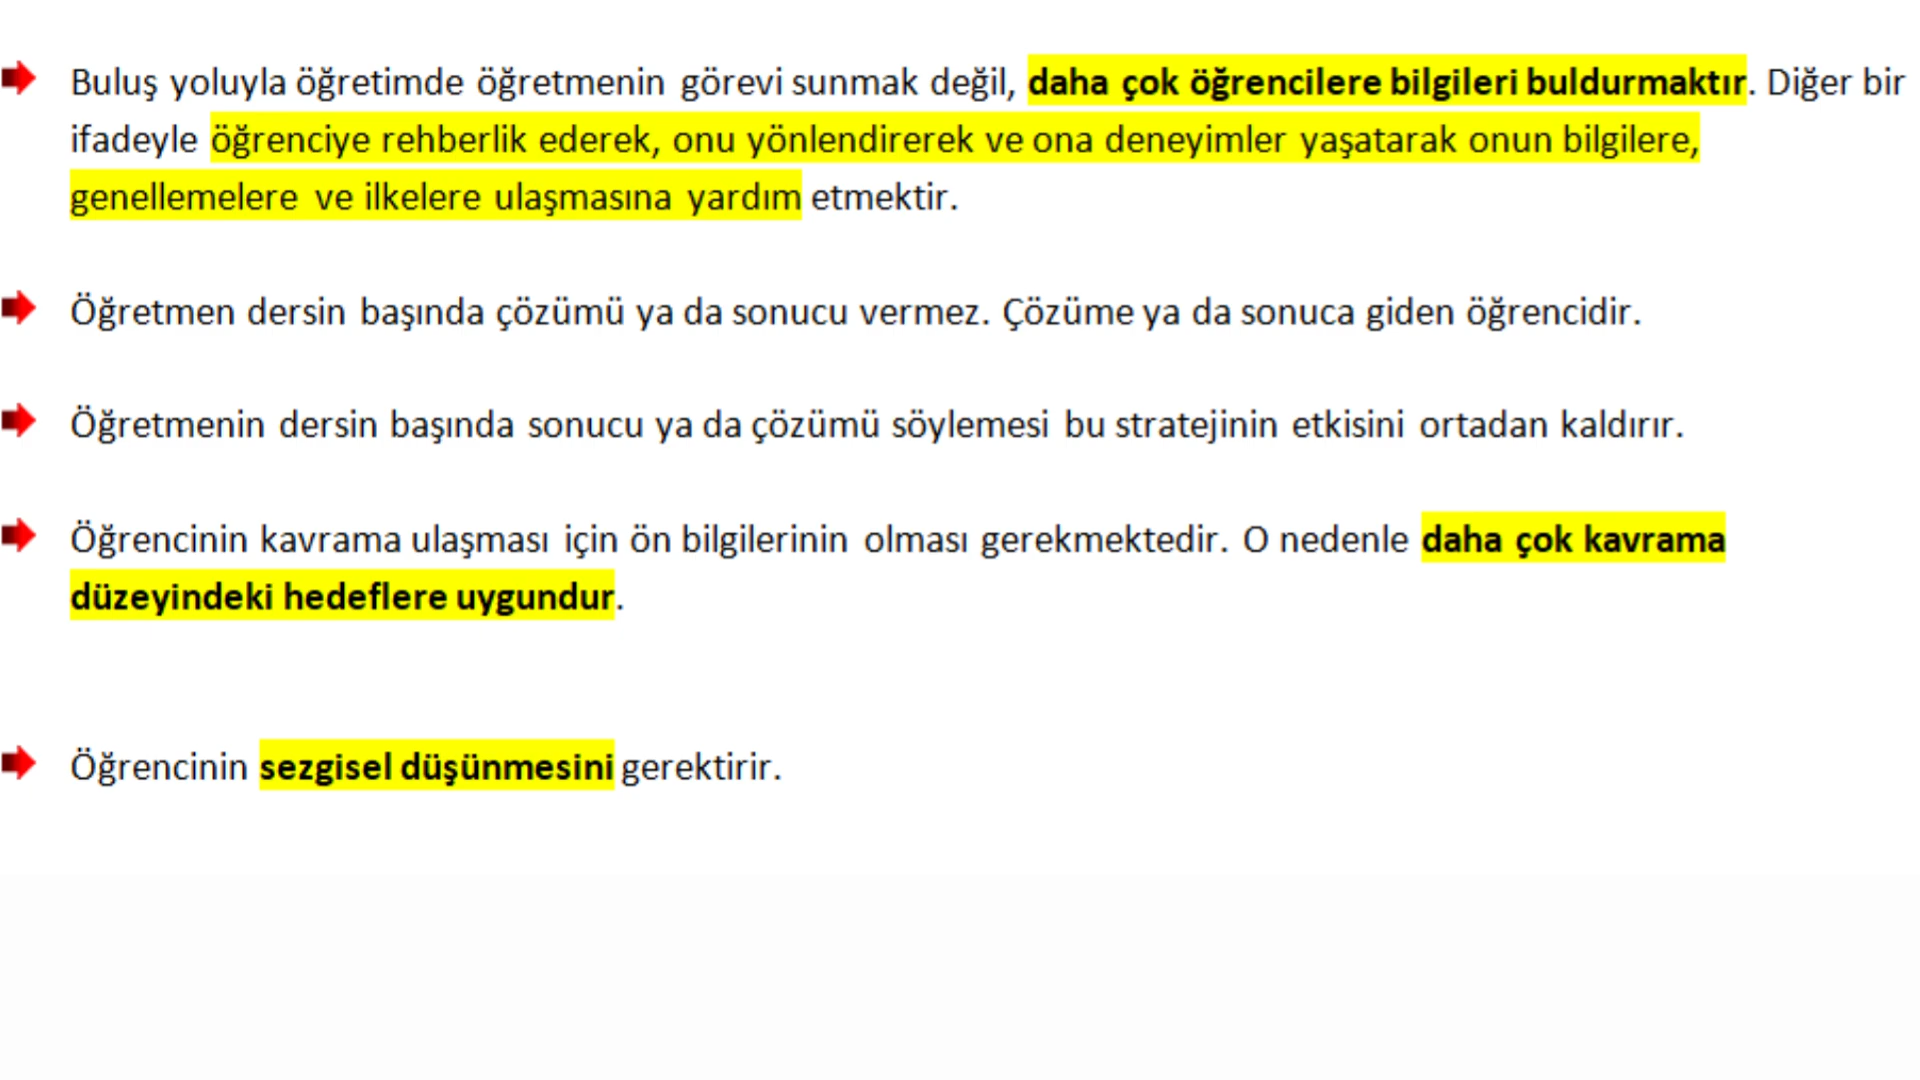 Buluş yoluyla öğretimde öğretmenin görevi sunmak değil, daha çok öğrencilere bilgileri buldurmaktır. Diğer bir
ifadeyle öğrenciye rehberlik ederek, onu yönlendirerek ve ona deneyimler yaşatarak onun bilgilere,
genellemelere ve ilkelere ulaşmasına yardım etmektir.
Öğretmen dersin başında çözümü ya da sonucu vermez. Çözüme ya da sonuca giden öğrencidir.
Öğretmenin dersin başında sonucu ya da çözümü söylemesi bu stratejinin etkisini ortadan kaldırır.
Öğrencinin kavrama ulaşması için ön bilgilerinin olması gerekmektedir. O nedenle daha çok kavrama
düzeyindeki hedeflere uygundur.
Öğrencinin sezgisel düşünmesini gerektirir.